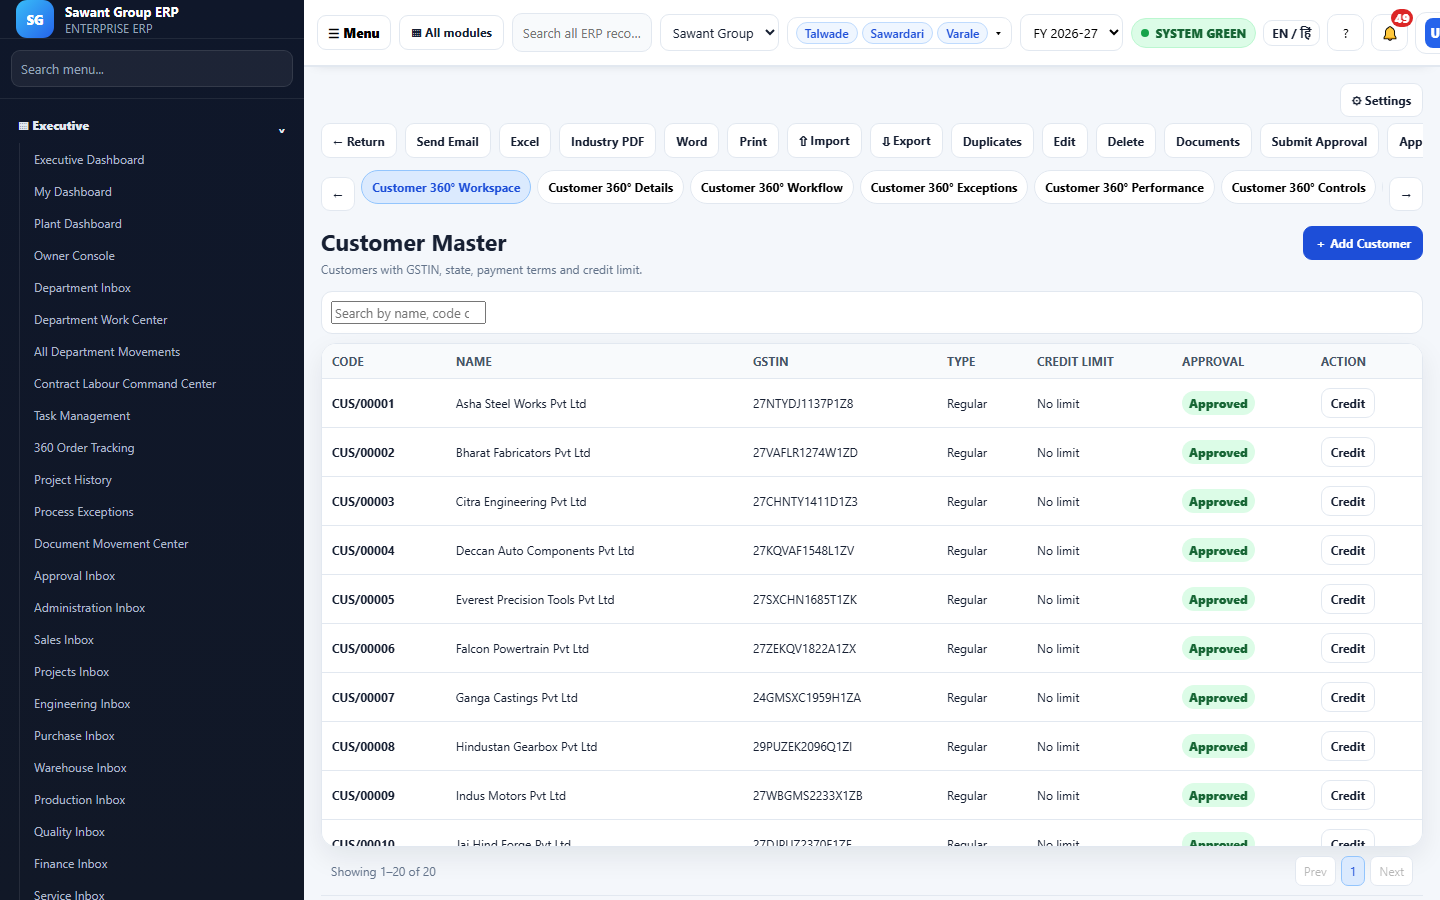 SG
Sawant Group ERP
ENTERPRISE ERP
Search menu...
Executive
Executive Dashboard
My Dashboard
Plant Dashboard
Owner Console
Department Inbox
Department Work Center
All Department Movements
Contract Labour Command Center
Task Management
360 Order Tracking
Project History
Process Exceptions
Document Movement Center
Approval Inbox
Administration Inbox
Sales Inbox
Projects Inbox
Engineering Inbox
Purchase Inbox
Warehouse Inbox
Production Inbox
Quality Inbox
Finance Inbox
Service Inbox
☰ Menu
All modules
Search all ERP reco...
Sawant Group
Talwade Sawardari Varale
FY 2026-27
SYSTEM GREEN
EN / हिं
?
49
U
⚙ Settings
← Return Send Email Excel Industry PDF Word Print ⇧ Import ⇩ Export Duplicates Edit Delete Documents Submit Approval App
← Customer 360° Workspace Customer 360° Details Customer 360° Workflow Customer 360° Exceptions Customer 360° Performance Customer 360° Controls →
Customer Master
+ Add Customer
Customers with GSTIN, state, payment terms and credit limit.
Search by name, code c
CODE NAME GSTIN TYPE CREDIT LIMIT APPROVAL ACTION
CUS/00001 Asha Steel Works Pvt Ltd 27NTYDJ1137P1Z8 Regular No limit Approved Credit
CUS/00002 Bharat Fabricators Pvt Ltd 27VAFLR1274W1ZD Regular No limit Approved Credit
CUS/00003 Citra Engineering Pvt Ltd 27CHNTY1411D1Z3 Regular No limit Approved Credit
CUS/00004 Deccan Auto Components Pvt Ltd 27KQVAF1548L1ZV Regular No limit Approved Credit
CUS/00005 Everest Precision Tools Pvt Ltd 27SXCHN1685T1ZK Regular No limit Approved Credit
CUS/00006 Falcon Powertrain Pvt Ltd 27ZEKQV1822A1ZX Regular No limit Approved Credit
CUS/00007 Ganga Castings Pvt Ltd 24GMSXC1959H1ZA Regular No limit Approved Credit
CUS/00008 Hindustan Gearbox Pvt Ltd 29PUZEK2096Q1ZI Regular No limit Approved Credit
CUS/00009 Indus Motors Pvt Ltd 27WBGMS2233X1ZB Regular No limit Approved Credit
CUS/00010 Jai Hind Forge Pvt Ltd Regular No limit Approved Credit
Showing 1–20 of 20
Prev 1 Next